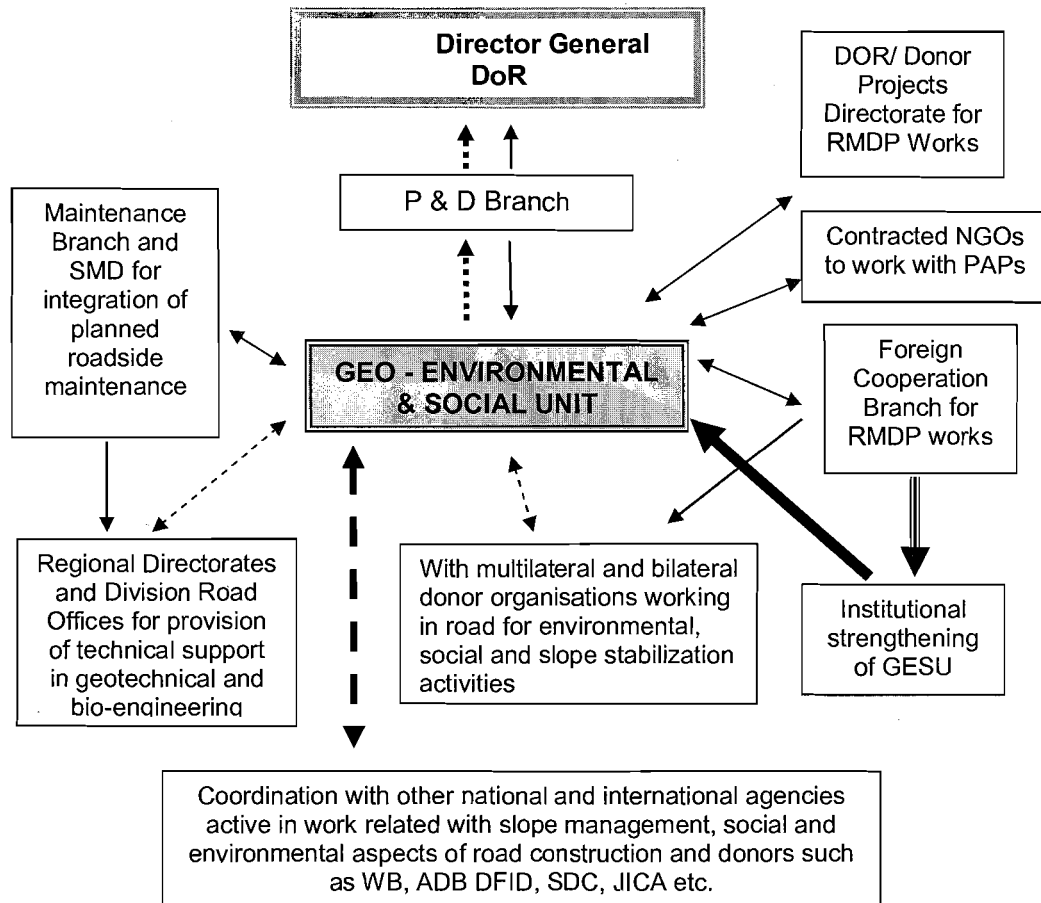 Director General
DoR
DOR/ Donor
Projects
Directorate for
RMDP Works
P & D Branch
Maintenance
Branch and
SMD for
integration of
planned
roadside
maintenance
Contracted NGOs
to work with PAPs
GEO - ENVIRONMENTAL
& SOCIAL UNIT
Foreign
Cooperation
Branch for
RMDP works
Regional Directorates
and Division Road
Offices for provision
of technical support
in geotechnical and
bio-engineering
With multilateral and bilateral
donor organisations working
in road for environmental,
social and slope stabilization
activities
Institutional
strengthening
of GESU
Coordination with other national and international agencies
active in work related with slope management, social and
environmental aspects of road construction and donors such
as WB, ADB DFID, SDC, JICA etc.